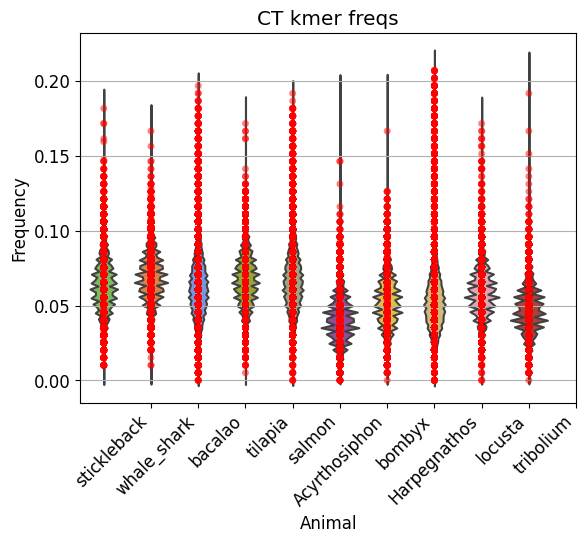 CT kmer freqs
Frequency
0.20
0.15
0.10
0.05
0.00
stickleback
whale_shark
bacalao
tilapia
salmon
Acyrthosiphon
bombyx
Harpegnathos
locusta
tribolium
Animal